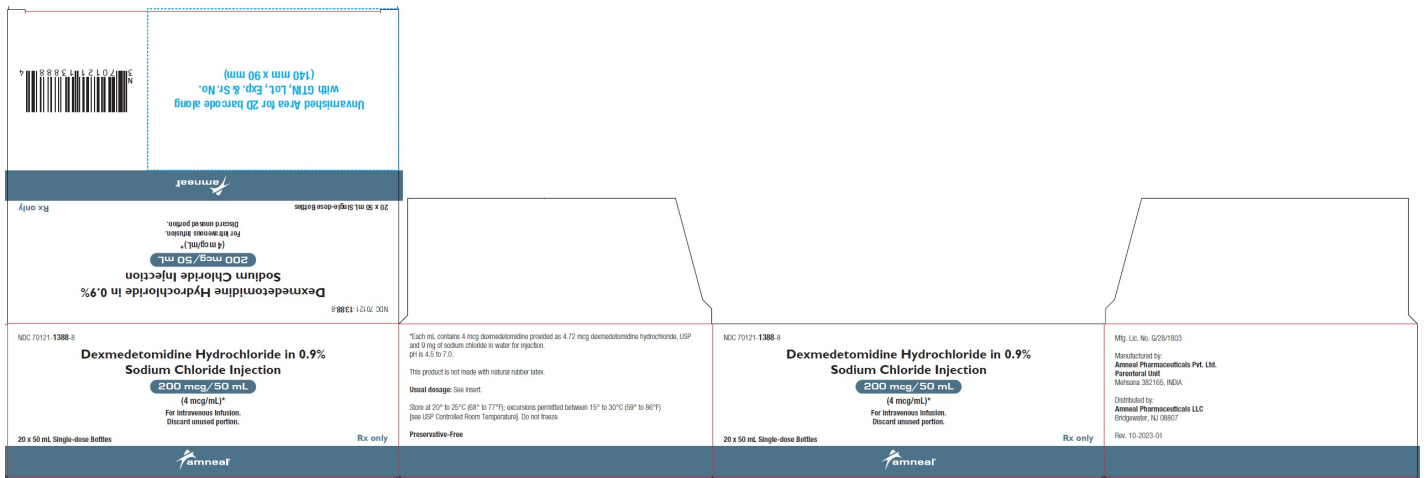 N
3
70121 13888
4
Unvarnished Area for 2D barcode along
with GTIN, Lot, Exp. & Sr. No.
(140 mm x 90 mm)
amneal
NDC 70121-1388-8
Dexmedetomidine Hydrochloride in 0.9%
Sodium Chloride Injection
200 mcg/50 mL
(4 mcg/mL)*
For Intravenous Infusion.
Discard unused portion.
20 x 50 mL Single-dose Bottles
Rx only
NDC 70121-1388-8
Dexmedetomidine Hydrochloride in 0.9%
Sodium Chloride Injection
200 mcg/50 mL
(4 mcg/mL)*
For Intravenous Infusion.
Discard unused portion.
20 x 50 mL Single-dose Bottles
Rx only
amneal
*Each mL contains 4 mcg dexmedetomidine provided as 4.72 mcg dexmedetomidine hydrochloride, USP
and 9 mg of sodium chloride in water for injection.
pH is 4.5 to 7.0.
This product is not made with natural rubber latex.
Usual dosage: See insert.
Store at 20° to 25°C (68° to 77°F); excursions permitted between 15° to 30°C (59° to 86°F)
[see USP Controlled Room Temperature]. Do not freeze.
Preservative-Free
NDC 70121-1388-8
Dexmedetomidine Hydrochloride in 0.9%
Sodium Chloride Injection
200 mcg/50 mL
(4 mcg/mL)*
For Intravenous Infusion.
Discard unused portion.
20 x 50 mL Single-dose Bottles
Rx only
amneal
Mfg. Lic. No. G/28/1803
Manufactured by:
Amneal Pharmaceuticals Pvt. Ltd.
Parenteral Unit
Mehsana 382165, INDIA
Distributed by:
Amneal Pharmaceuticals LLC
Bridgewater, NJ 08807
Rev. 10-2023-01